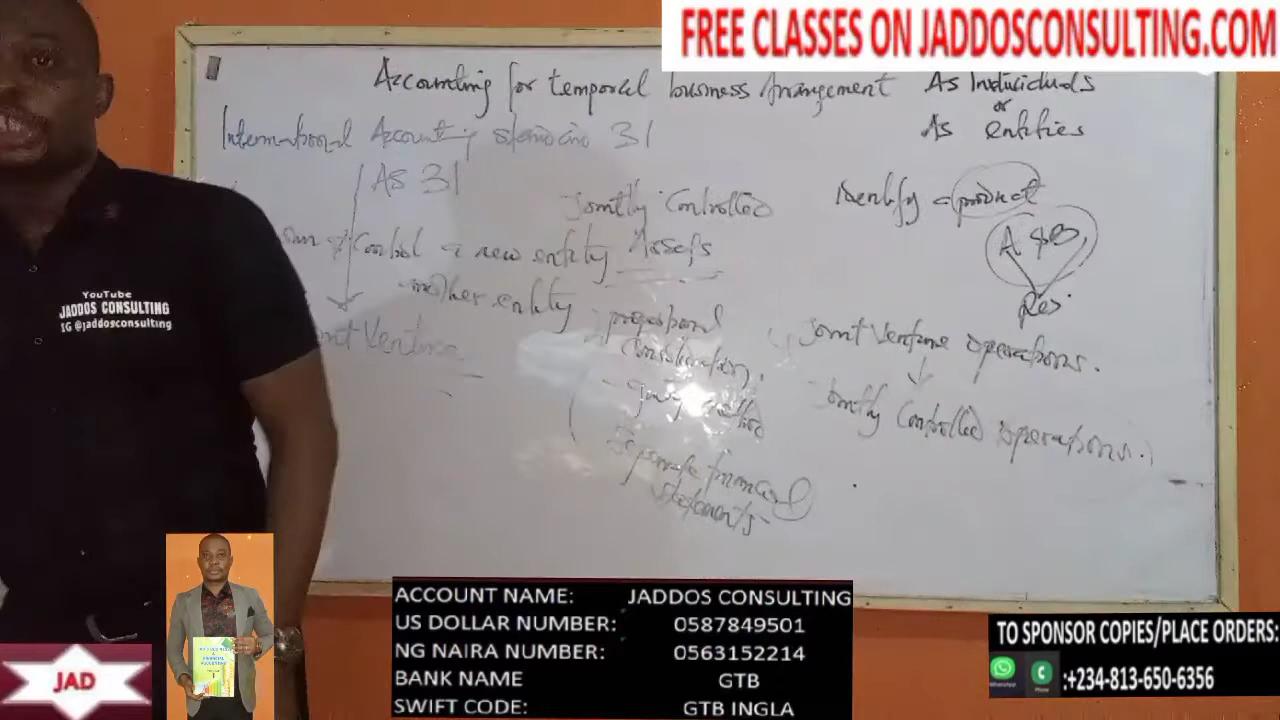 FREE CLASSES ON JADDOSCONSULTING.COM
Accounting for temporal business Arrangement
As Individuals
or
As entities
International Accounting 31
IAS 31
Jointly Controlled
Assets
Identify a product
A & B
Control a new entity
another entity
Joint Venture
proportional
Consolidation,
Separate financial
statements
Joint Venture operations.
Jointly Controlled operations.
YouTube
JADDOS CONSULTING
IG @jaddosconsulting
JAD
ACCOUNT NAME: JADDOS CONSULTING
US DOLLAR NUMBER: 0587849501
NG NAIRA NUMBER: 0563152214
BANK NAME GTB
SWIFT CODE: GTB INGLA
TO SPONSOR COPIES/PLACE ORDERS:
WhatsApp
Phone
:+234-813-650-6356